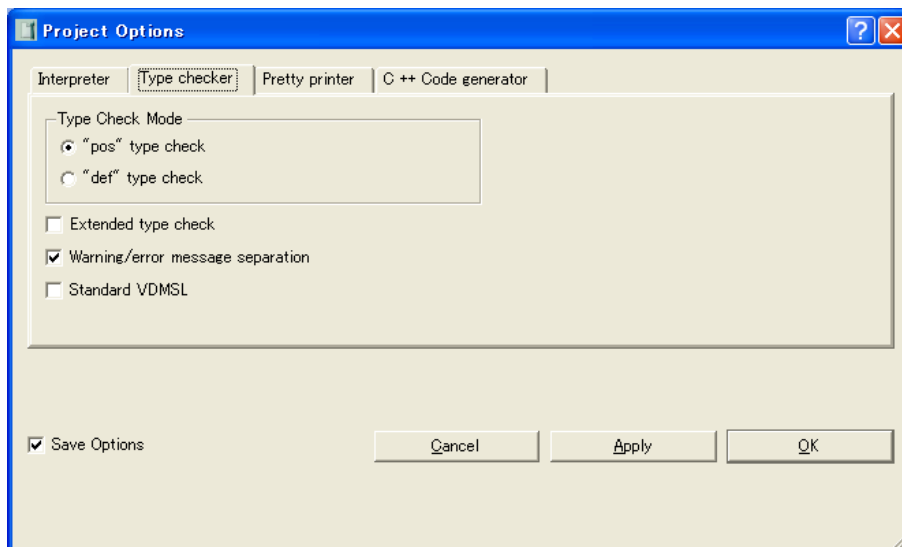 Project Options
Interpreter Type checker Pretty printer C ++ Code generator
Type Check Mode
"pos" type check
"def" type check
Extended type check
Warning/error message separation
Standard VDMSL
Save Options Cancel Apply OK